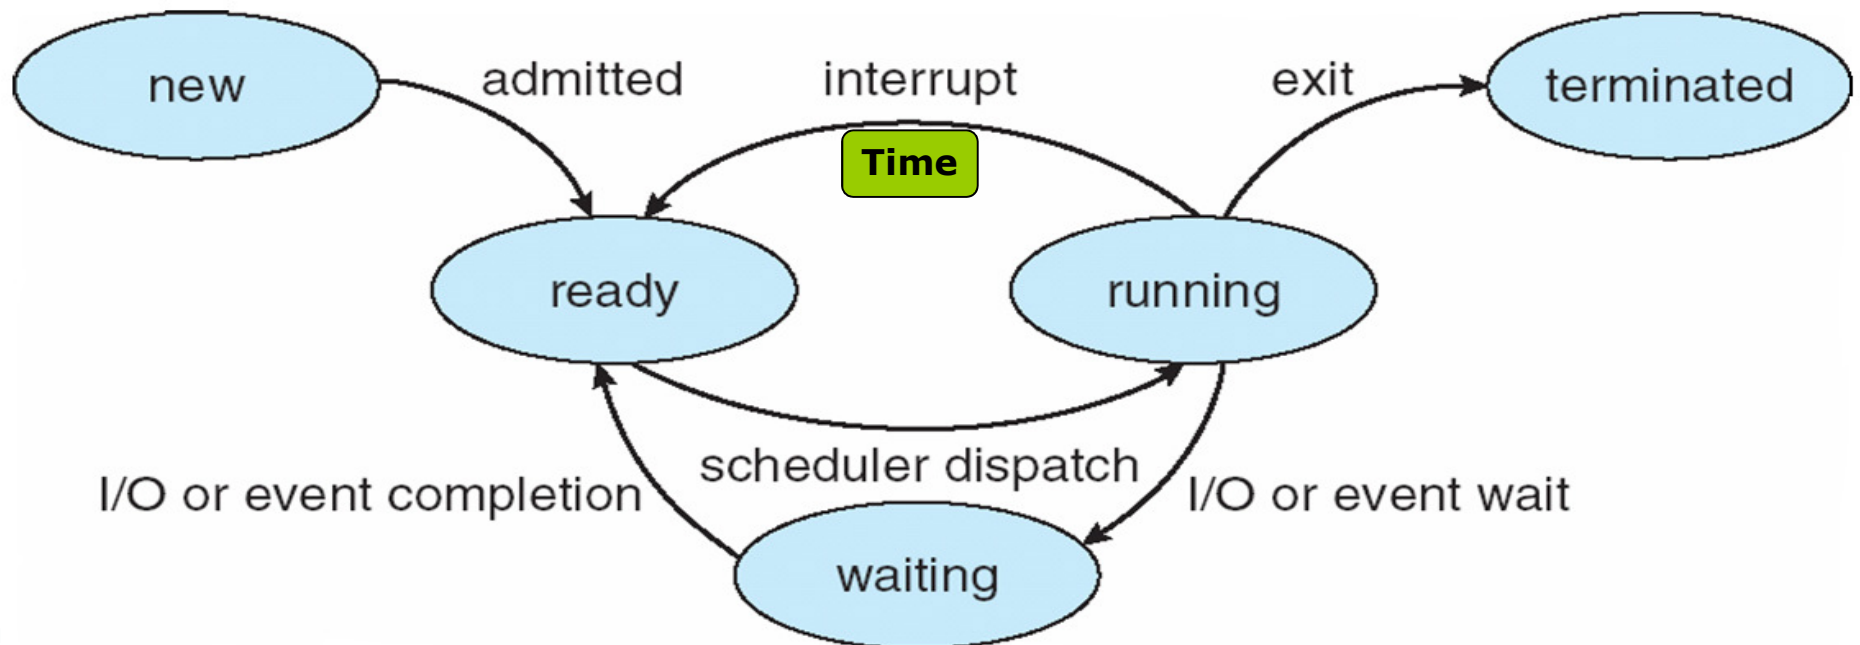 new
admitted
interrupt
exit
terminated
Time
ready
running
scheduler dispatch
I/O or event completion
I/O or event wait
waiting